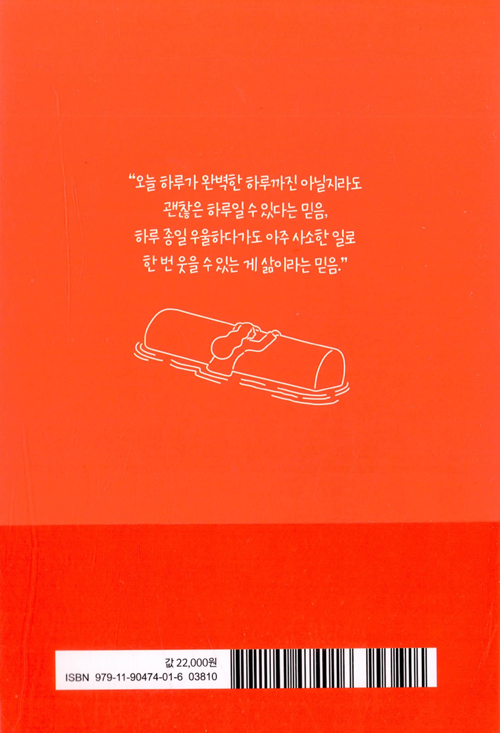 “오늘 하루가 완벽한 하루까진 아닐지라도
괜찮은 하루일 수 있다는 믿음,
하루 종일 우울하다가도 아주 사소한 일로
한 번 웃을 수 있는 게 삶이라는 믿음.”
값 22,000원
ISBN 979-11-90474-01-6 03810